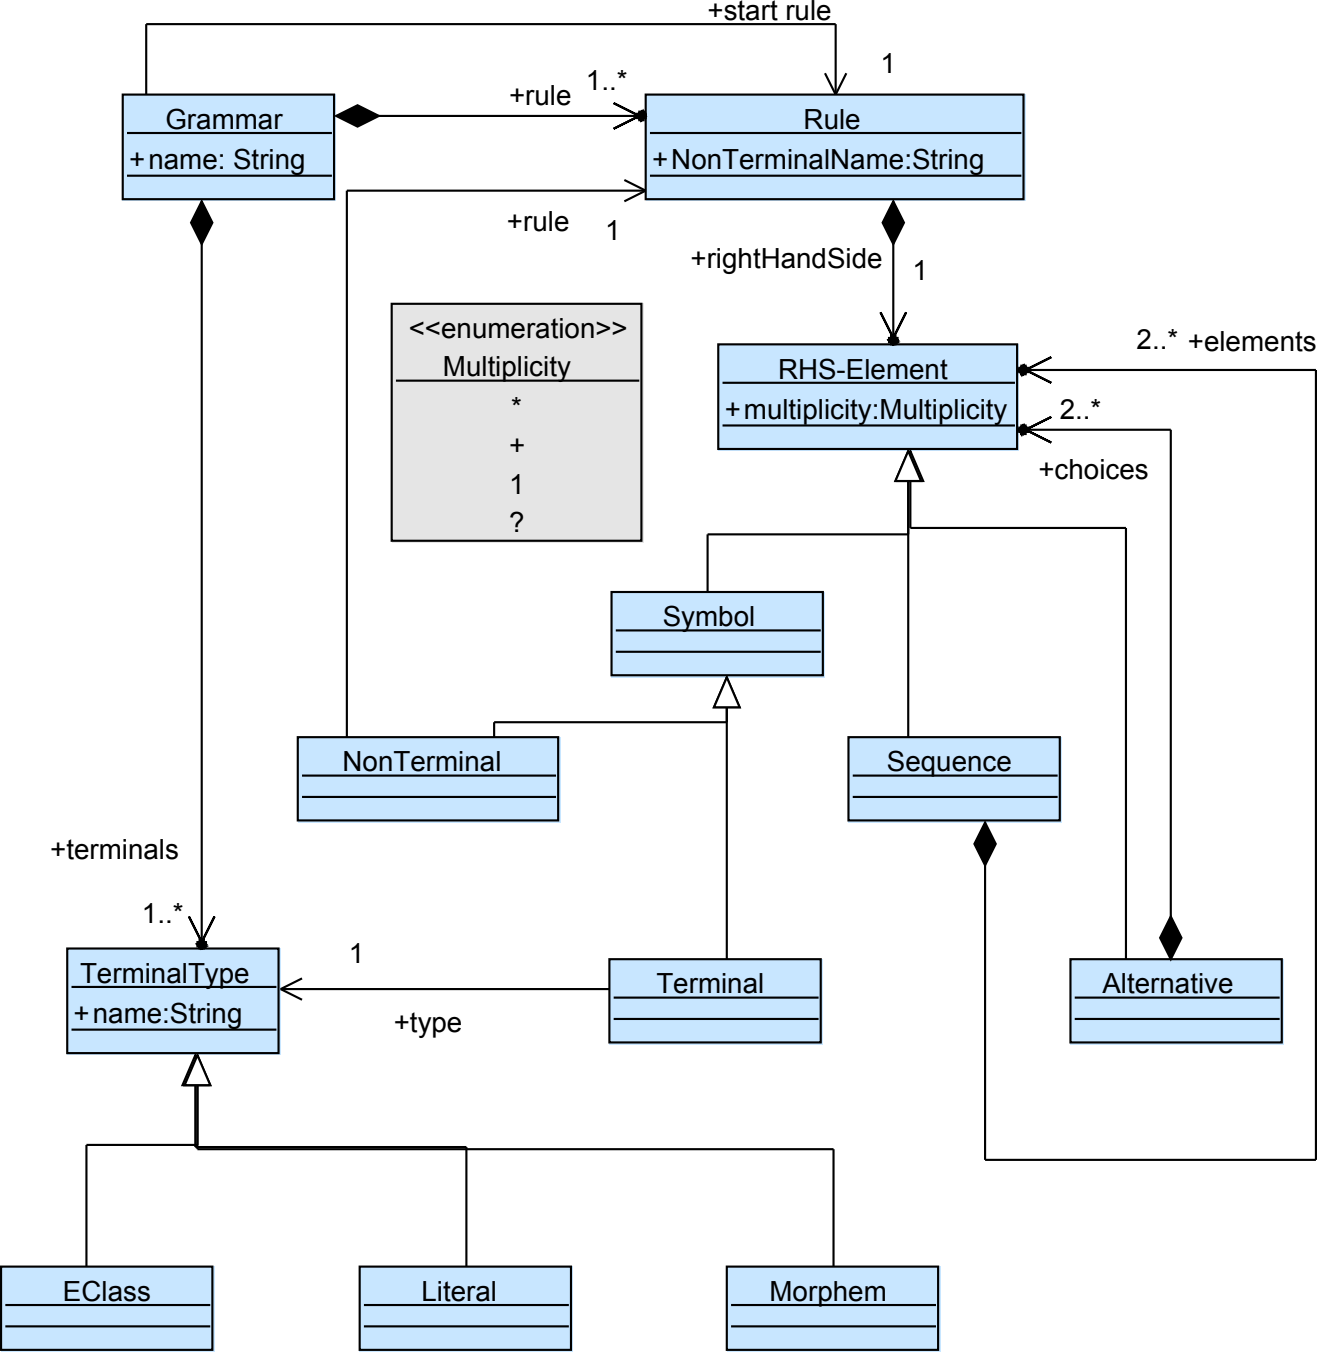 +start rule
1
1..*
+rule
Grammar
+name: String
Rule
+NonTerminalName:String
+rule
1
+rightHandSide
1
<<enumeration>>
Multiplicity
*
+
1
?
2..*
+elements
RHS-Element
+multiplicity:Multiplicity
2..*
+choices
Symbol
NonTerminal
Sequence
+terminals
1..*
1
TerminalType
+name:String
+type
Terminal
Alternative
EClass
Literal
Morphem